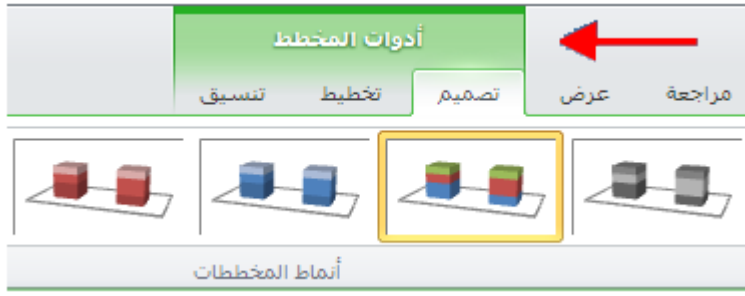 أدوات المخطط
مراجعة عرض تصميم تخطيط تنسيق
أنماط المخططات